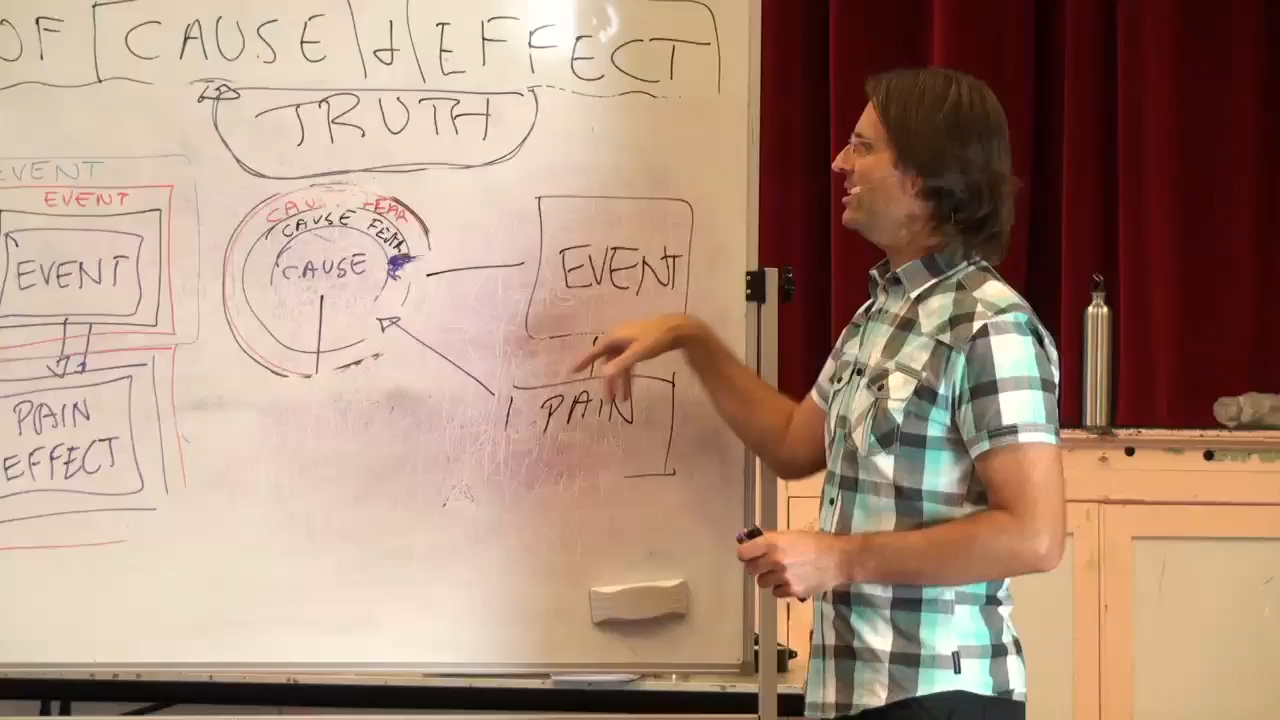 OF CAUSE & EFFECT
TRUTH
EVENT
EVENT
EVENT
PAIN
EFFECT
CAUSE FEAR
CAUSE FEAR
CAUSE
EVENT
PAIN